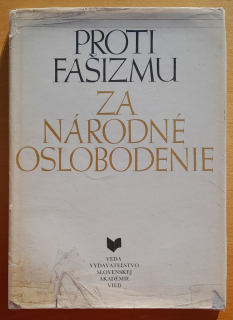 PROTI
FAŠIZMU
ZA
NÁRODNÉ
OSLOBODENIE
VEDA
VYDAVATEĽSTVO
SLOVENSKEJ
AKADÉMIE
VIED